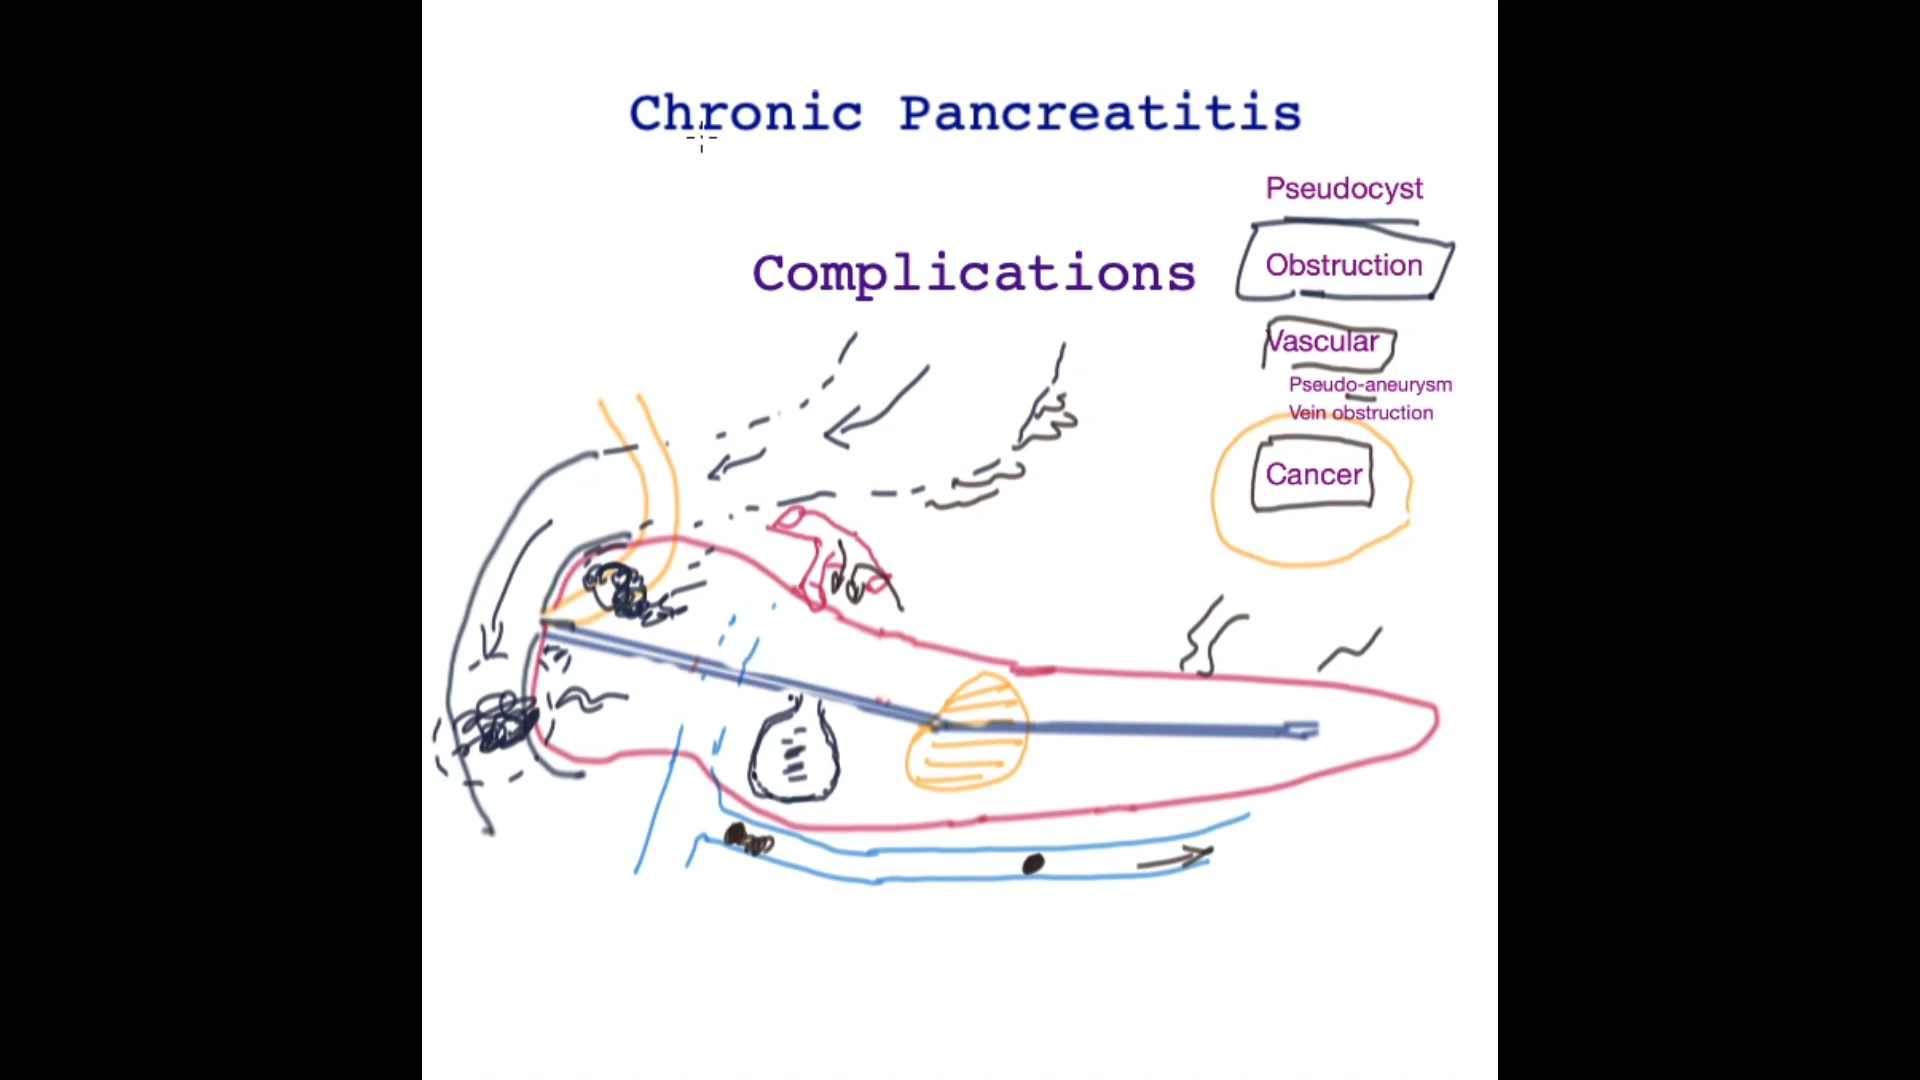 Chronic Pancreatitis
Pseudocyst
Complications
Obstruction
Vascular
Pseudo-aneurysm
Vein obstruction
Cancer